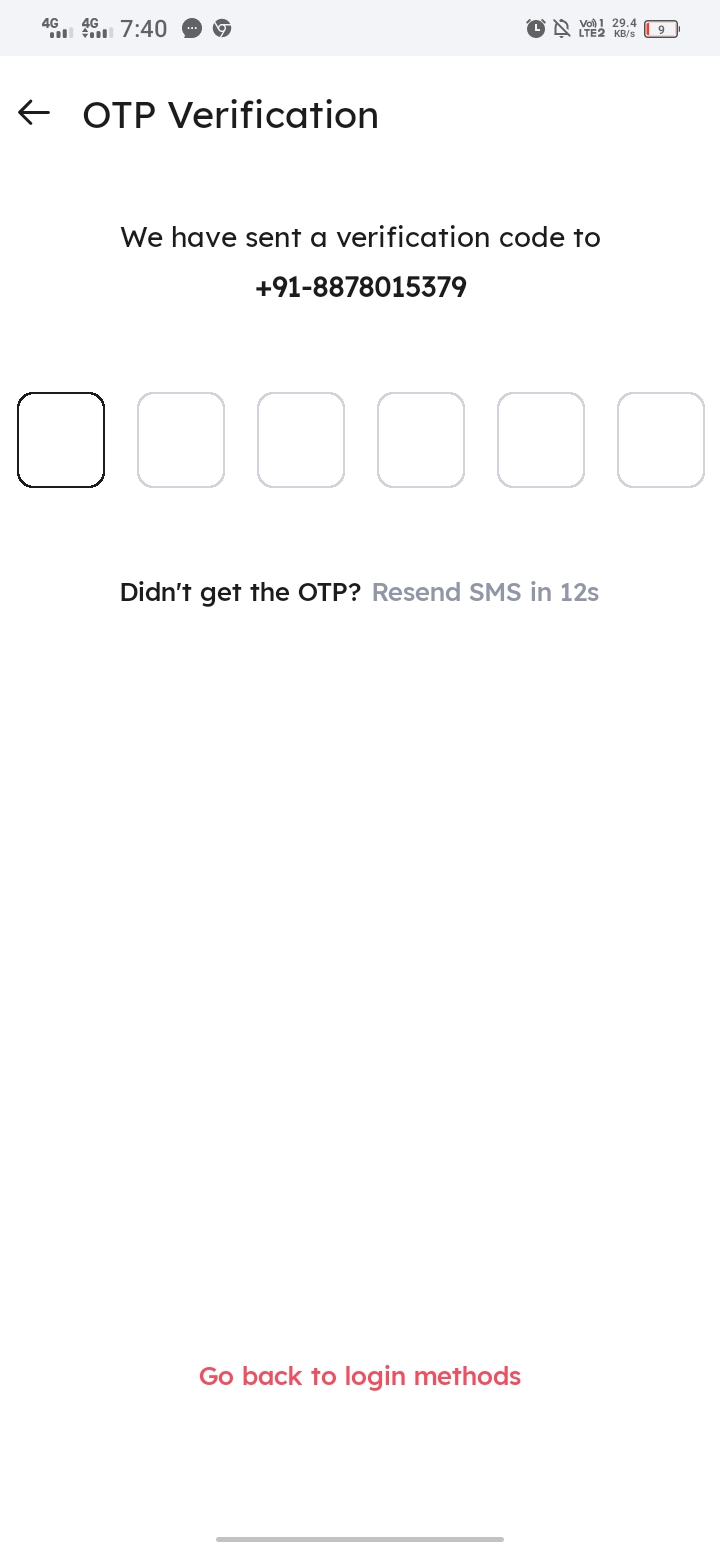 4G 4G 7:40 Vo)) 1 LTE2 29.4 KB/s 9
OTP Verification
We have sent a verification code to
+91-8878015379
Didn't get the OTP? Resend SMS in 12s
Go back to login methods